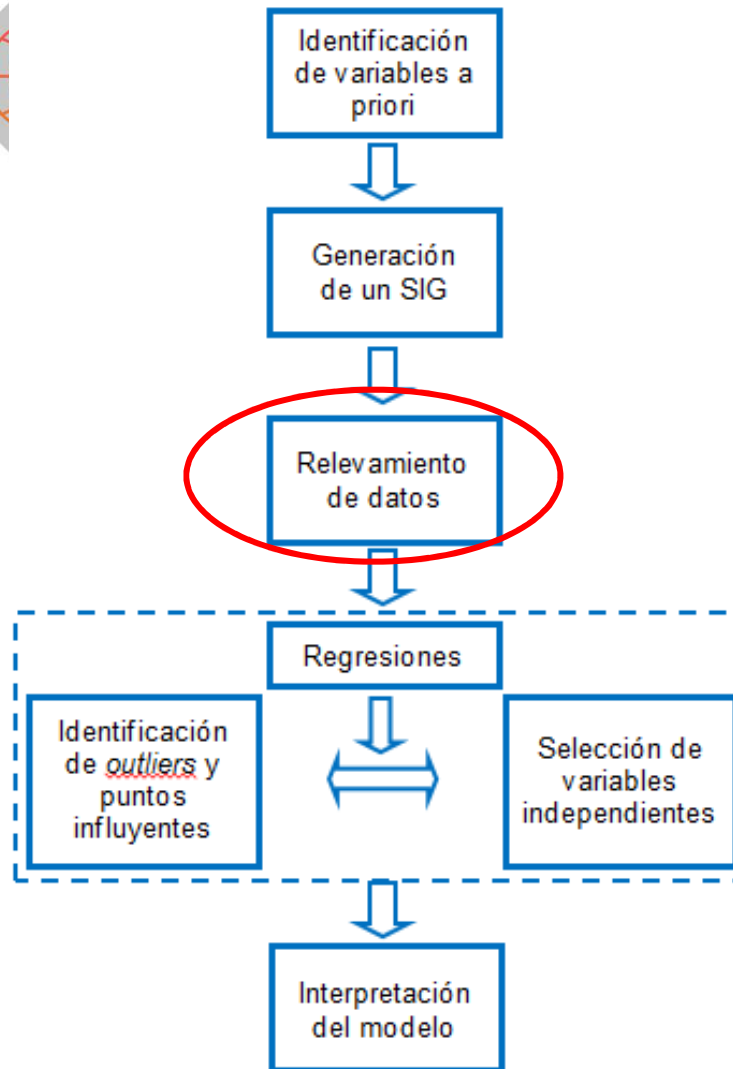 Identificación
de variables a
priori
Generación
de un SIG
Relevamiento
de datos
Regresiones
Identificación
de outliers y
puntos
influyentes
Selección de
variables
independientes
Interpretación
del modelo